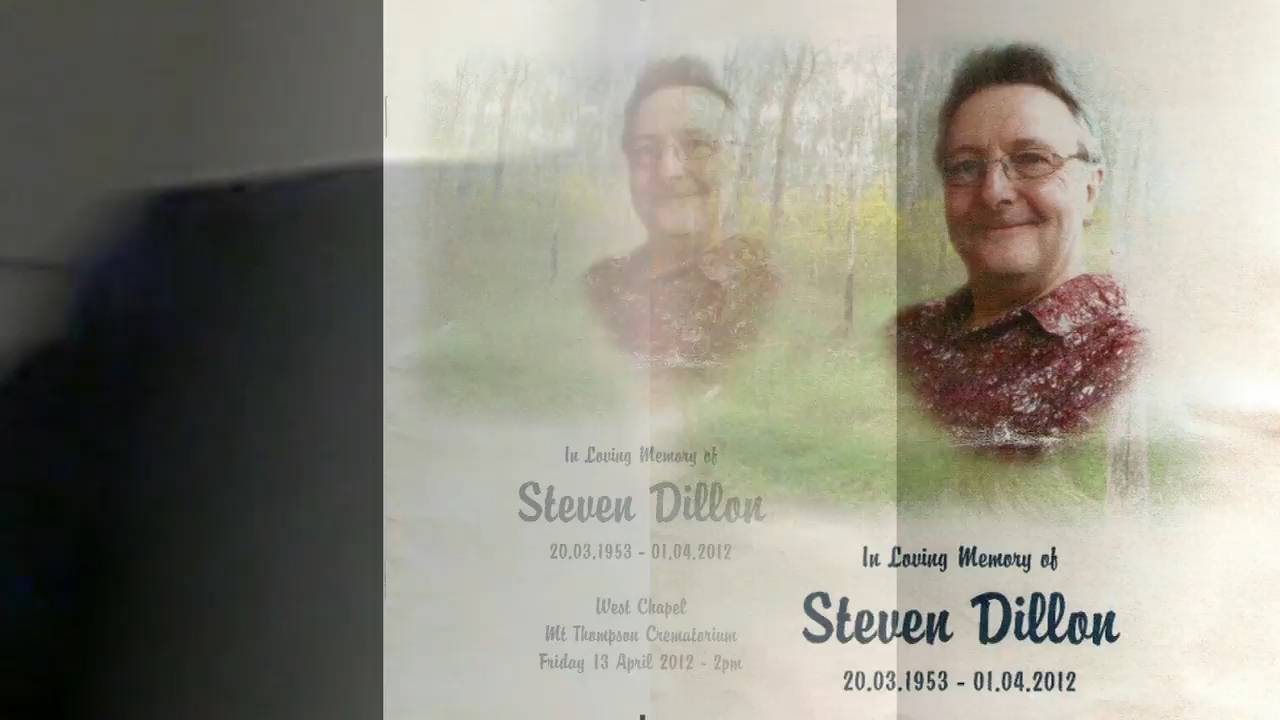 In Loving Memory of
Steven Dillon
20.03.1953 - 01.04.2012
West Chapel
Mt Thompson Crematorium
Friday 13 April 2012 - 2pm
In Loving Memory of
Steven Dillon
20.03.1953 - 01.04.2012